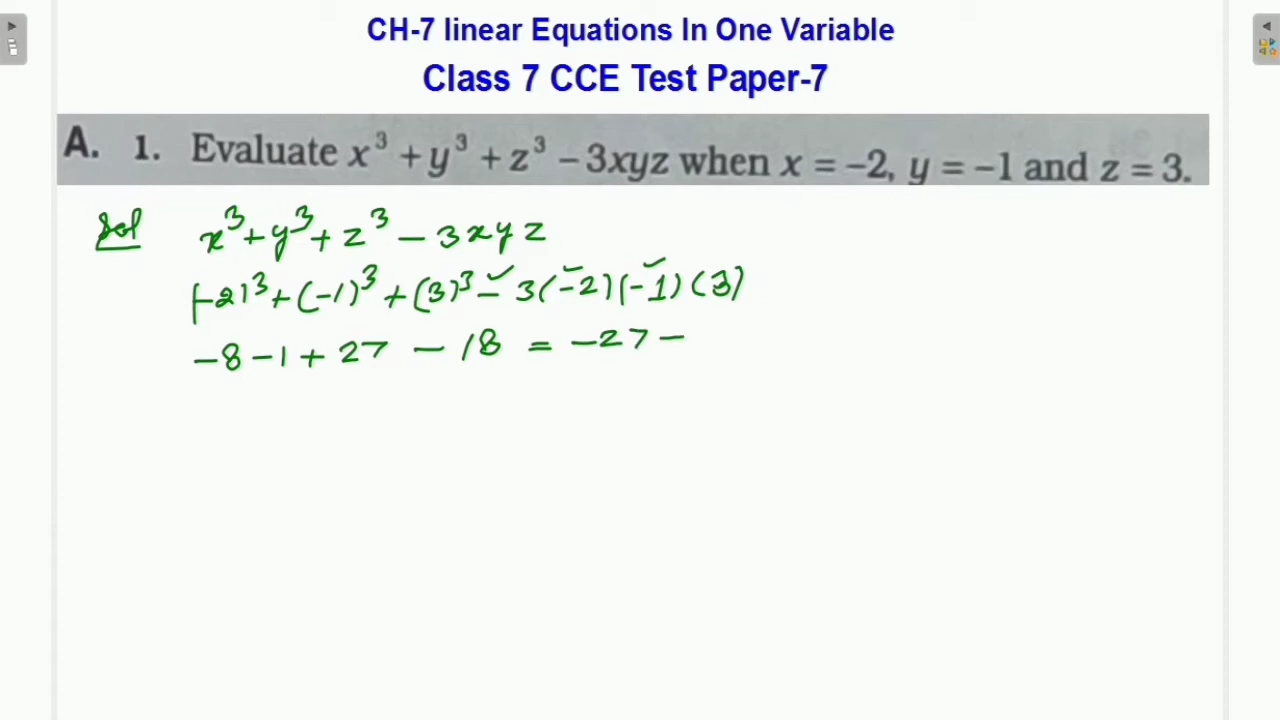 CH-7 linear Equations In One Variable
Class 7 CCE Test Paper-7
A. 1. Evaluate x³ + y³ + z³ – 3xyz when x = –2, y = –1 and z = 3.
Sol x³ + y³ + z³ – 3xyz
(-2)³ + (-1)³ + (3)³ – 3(-2)(-1)(3)
-8 - 1 + 27 - 18 = -27 -